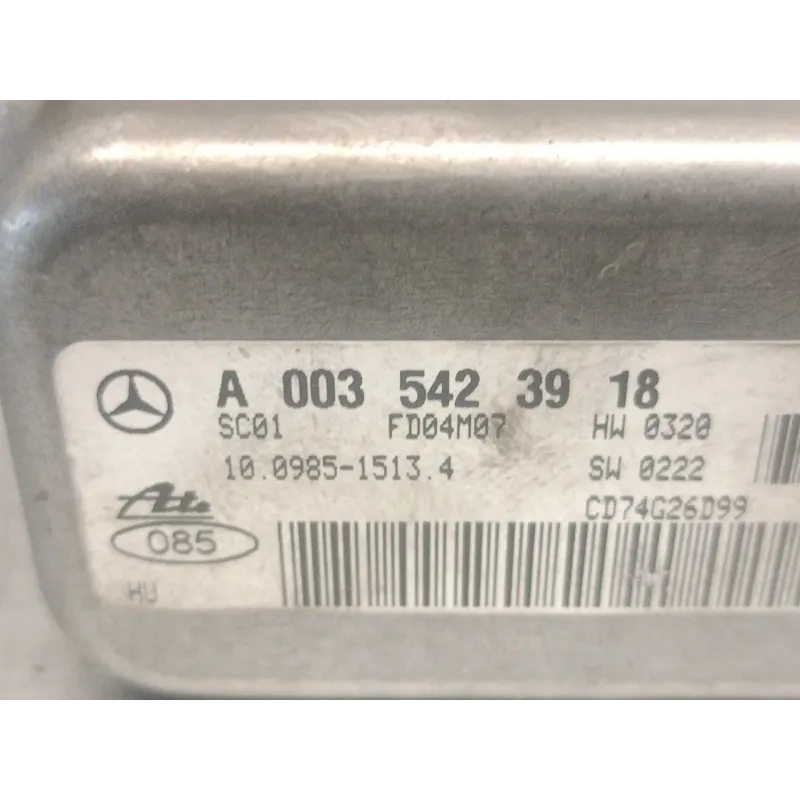 A 003 542 39 18
SC01 FD04M07 HW 0320
10.0985-1513.4 SW 0222
CD74G26D99
Ate
085
HU